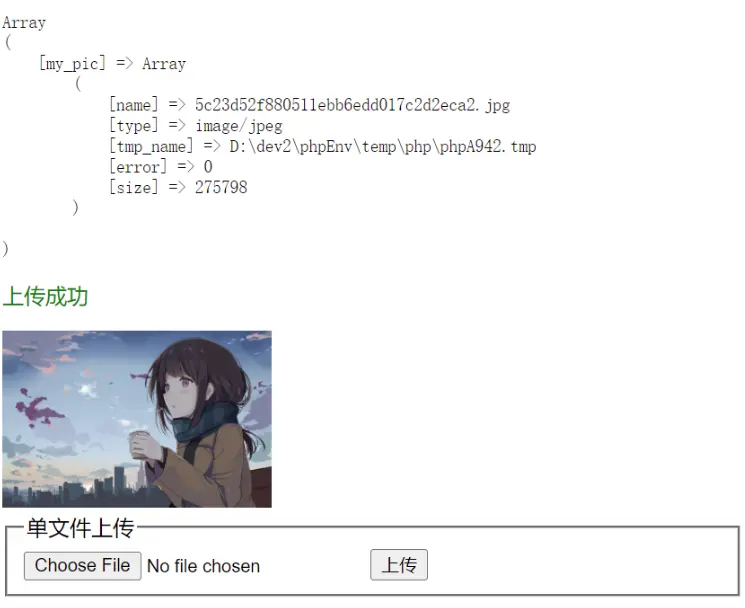 Array
(
    [my_pic] => Array
        (
            [name] => 5c23d52f880511ebb6edd017c2d2eca2.jpg
            [type] => image/jpeg
            [tmp_name] => D:\dev2\phpEnv\temp\php\phpA942.tmp
            [error] => 0
            [size] => 275798
        )
)
上传成功
单文件上传
Choose File No file chosen 上传